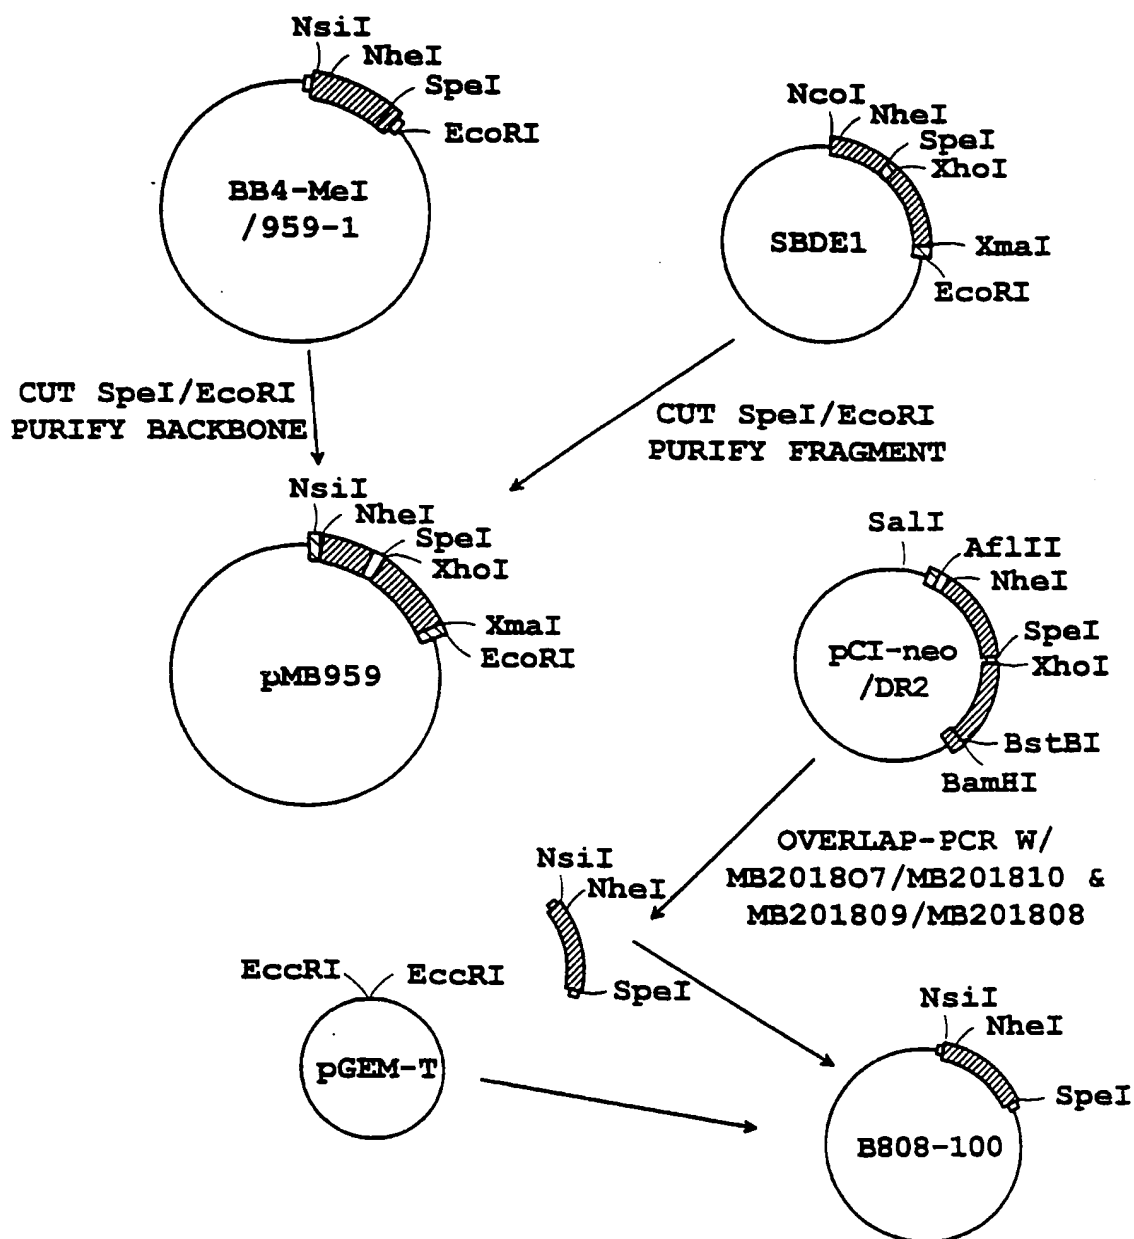 NsiI
NheI
SpeI
EcoRI
BB4-MeI
/959-1
NcoI
NheI
SpeI
XhoI
SBDE1
XmaI
EcoRI
CUT SpeI/EcoRI
PURIFY BACKBONE
CUT SpeI/EcoRI
PURIFY FRAGMENT
NsiI
NheI
SpeI
XhoI
XmaI
EcoRI
pMB959
SalI
AflII
NheI
SpeI
XhoI
pCI-neo
/DR2
BstBI
BamHI
OVERLAP-PCR W/
MB201807/MB201810 &
MB201809/MB201808
NsiI
NheI
SpeI
EccRI
EccRI
pGEM-T
NsiI
NheI
SpeI
B808-100